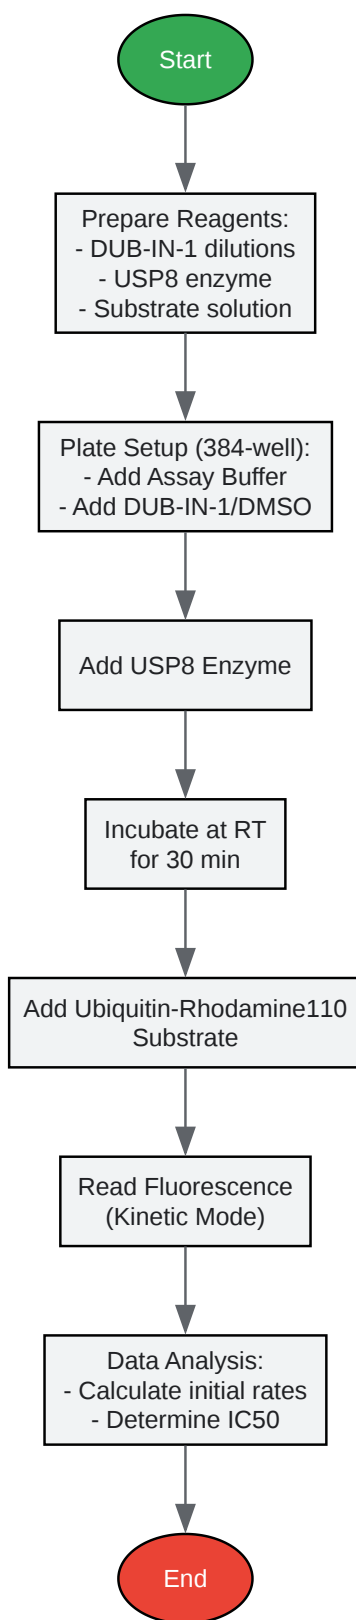 Start
Prepare Reagents:
- DUB-IN-1 dilutions
- USP8 enzyme
- Substrate solution
Plate Setup (384-well):
- Add Assay Buffer
- Add DUB-IN-1/DMSO
Add USP8 Enzyme
Incubate at RT
for 30 min
Add Ubiquitin-Rhodamine110
Substrate
Read Fluorescence
(Kinetic Mode)
Data Analysis:
- Calculate initial rates
- Determine IC50
End